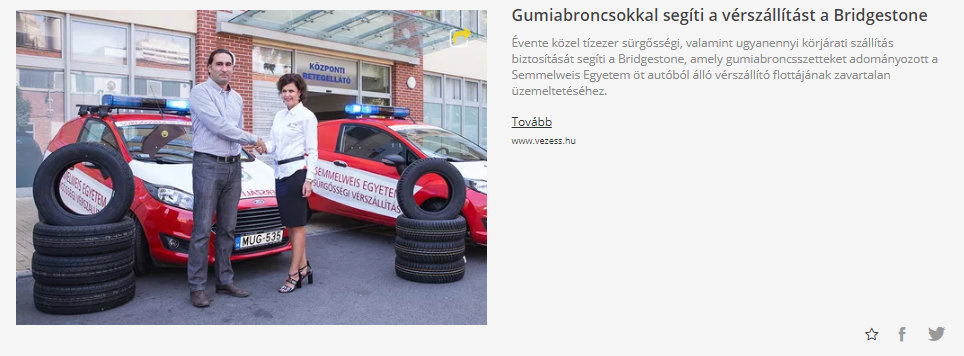 Gumiabroncsokkal segíti a vérszállítást a Bridgestone
Évente közel tízezer sürgősségi, valamint ugyanennyi körjárati szállítás
biztosítását segíti a Bridgestone, amely gumiabroncsszetteket adományozott a
Semmelweis Egyetem öt autóból álló vérszállító flottájának zavartalan
üzemeltetéséhez.
Tovább
www.vezess.hu
KÖZPONTI
BETEGELLÁTÓ
SEMMELWEIS EGYETEM
SÜRGŐSSÉGI VÉRSZÁLLÍTÁS
EGYETEM
VÉRSZÁLL
MUG-535